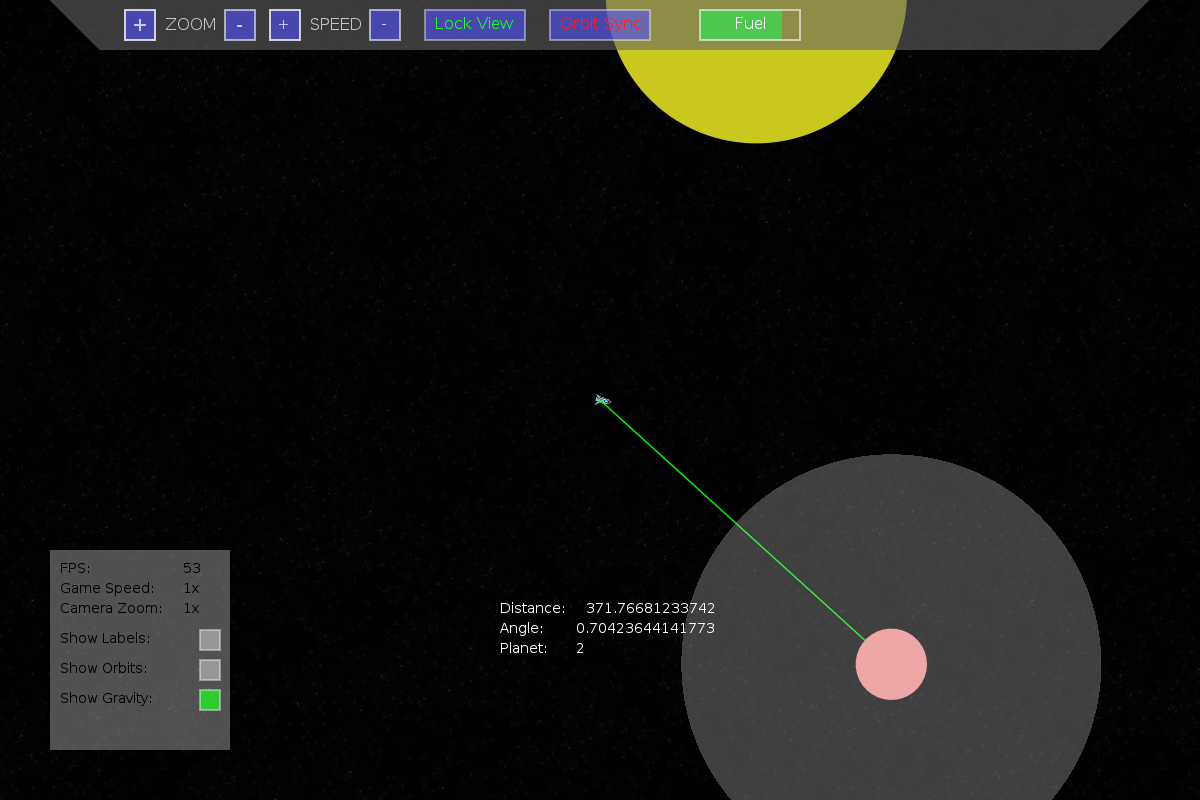 + ZOOM - + SPEED - Lock View Orbit Sync Fuel
FPS: 53
Game Speed: 1x
Camera Zoom: 1x
Show Labels:
Show Orbits:
Show Gravity:
Distance: 371.76681233742
Angle: 0.70423644141773
Planet: 2